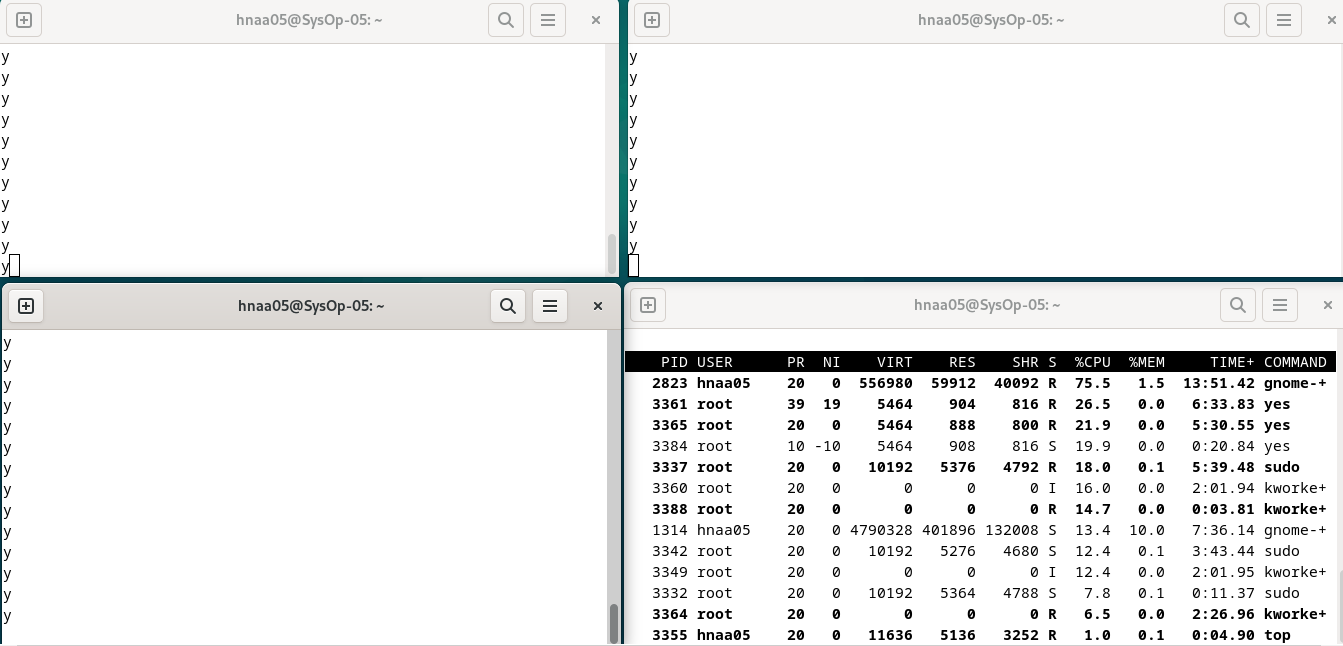 hnaa05@SysOp-05: ~
y
y
y
y
y
y
y
y
y
y
y
hnaa05@SysOp-05: ~
y
y
y
y
y
y
y
y
y
y
hnaa05@SysOp-05: ~
y
y
y
y
y
y
y
y
y
y
y
y
y
y
hnaa05@SysOp-05: ~
PID USER PR NI VIRT RES SHR S %CPU %MEM TIME+ COMMAND
2823 hnaa05 20 0 556980 59912 40092 R 75.5 1.5 13:51.42 gnome-+
3361 root 39 19 5464 904 816 R 26.5 0.0 6:33.83 yes
3365 root 20 0 5464 888 800 R 21.9 0.0 5:30.55 yes
3384 root 10 -10 5464 908 816 S 19.9 0.0 0:20.84 yes
3337 root 20 0 10192 5376 4792 R 18.0 0.1 5:39.48 sudo
3360 root 20 0 0 0 0 I 16.0 0.0 2:01.94 kworke+
3388 root 20 0 0 0 0 R 14.7 0.0 0:03.81 kworke+
1314 hnaa05 20 0 4790328 401896 132008 S 13.4 10.0 7:36.14 gnome-+
3342 root 20 0 10192 5276 4680 S 12.4 0.1 3:43.44 sudo
3349 root 20 0 0 0 0 I 12.4 0.0 2:01.95 kworke+
3332 root 20 0 10192 5364 4788 S 7.8 0.1 0:11.37 sudo
3364 root 20 0 0 0 0 R 6.5 0.0 2:26.96 kworke+
3355 hnaa05 20 0 11636 5136 3252 R 1.0 0.1 0:04.90 top